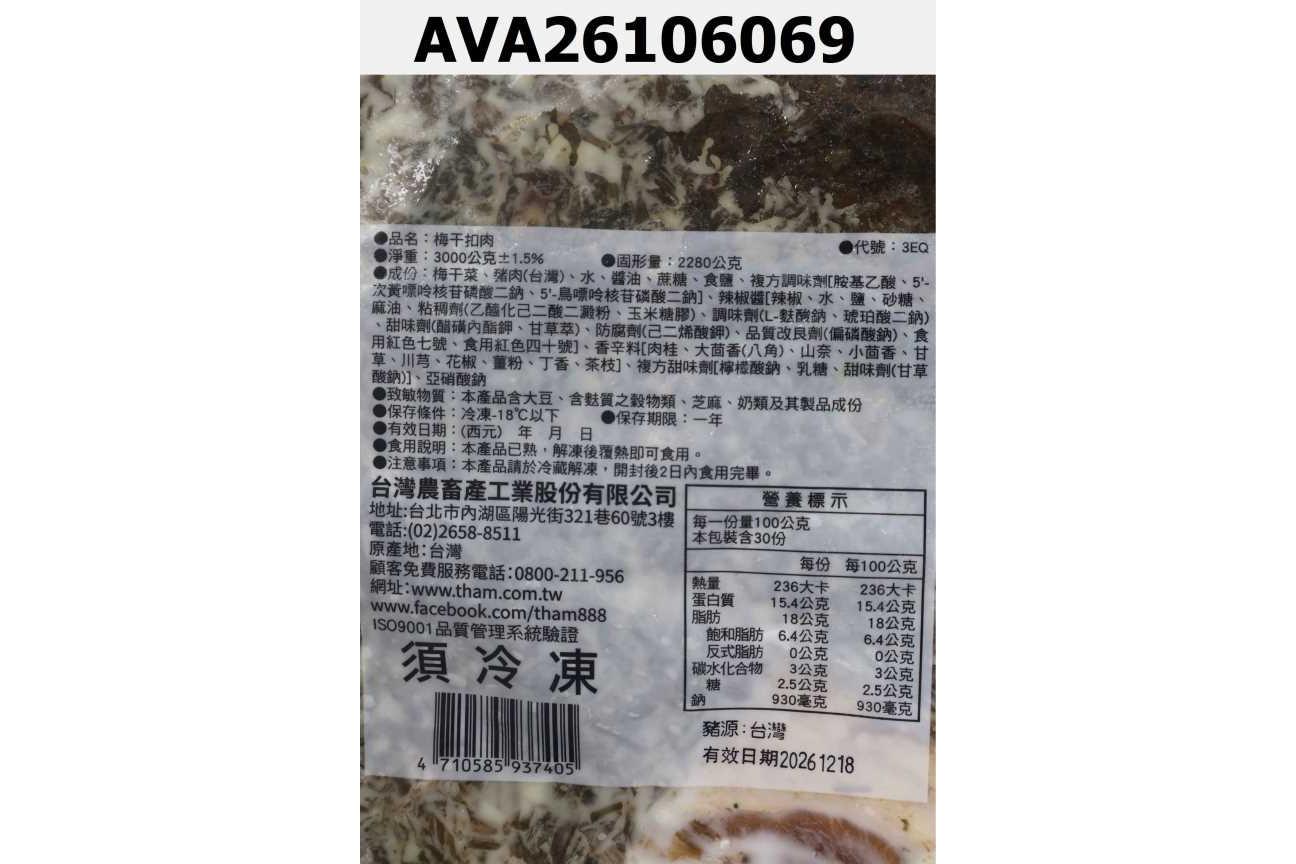 AVA26106069
●品名：梅干扣肉 ●代號：3EQ
●淨重：3000公克±1.5% ●固形量：2280公克
●成份：梅干菜、豬肉(台灣)、水、醬油、蔗糖、食鹽、複方調味劑[胺基乙酸、5'-
次黃嘌呤核苷磷酸二鈉、5'-鳥嘌呤核苷磷酸二鈉]、辣椒醬[辣椒、水、鹽、砂糖、
麻油、粘稠劑(乙醯化己二酸二澱粉、玉米糖膠)、調味劑(L-麩酸鈉、琥珀酸二鈉)
、甜味劑(醋磺內酯鉀、甘草萃)、防腐劑(己二烯酸鉀)、品質改良劑(偏磷酸鈉)、食
用紅色七號、食用紅色四十號]、香辛料[肉桂、大茴香(八角)、山奈、小茴香、甘
草、川芎、花椒、薑粉、丁香、茶枝]、複方甜味劑[檸檬酸鈉、乳糖、甜味劑(甘草
酸鈉)]、亞硝酸鈉
●致敏物質：本產品含大豆、含麩質之穀物類、芝麻、奶類及其製品成份
●保存條件：冷凍-18℃以下 ●保存期限：一年
●有效日期：(西元) 年 月 日
●食用說明：本產品已熟，解凍後覆熱即可食用。
●注意事項：本產品請於冷藏解凍，開封後2日內食用完畢。
台灣農畜產工業股份有限公司
地址:台北市內湖區陽光街321巷60號3樓
電話:(02)2658-8511
原產地:台灣
顧客免費服務電話:0800-211-956
網址:www.tham.com.tw
www.facebook.com/tham888
ISO9001品質管理系統驗證
須冷凍
4 710585 937405
營養標示
每一份量100公克
本包裝含30份
每份 每100公克
熱量 236大卡 236大卡
蛋白質 15.4公克 15.4公克
脂肪 18公克 18公克
飽和脂肪 6.4公克 6.4公克
反式脂肪 0公克 0公克
碳水化合物 3公克 3公克
糖 2.5公克 2.5公克
鈉 930毫克 930毫克
豬源:台灣
有效日期20261218